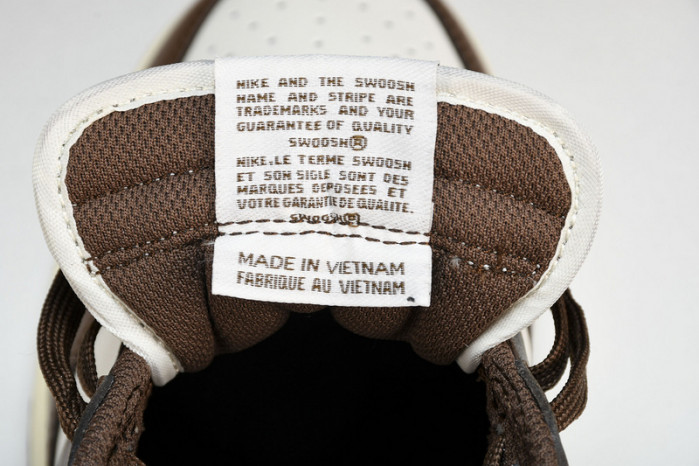 NIKE AND THE SWOOSH
NAME AND STRIPE ARE
TRADEMARKS AND YOUR
GUARANTEE OF QUALITY
SWOOSH®
NIKE, LE TERME SWOOSH
ET SON SIGLE SONT DES
MARQUES DEPOSEES ET
VOTRE GARANTIE DE QUALITE.
SWOOSH®
MADE IN VIETNAM
FABRIQUE AU VIETNAM